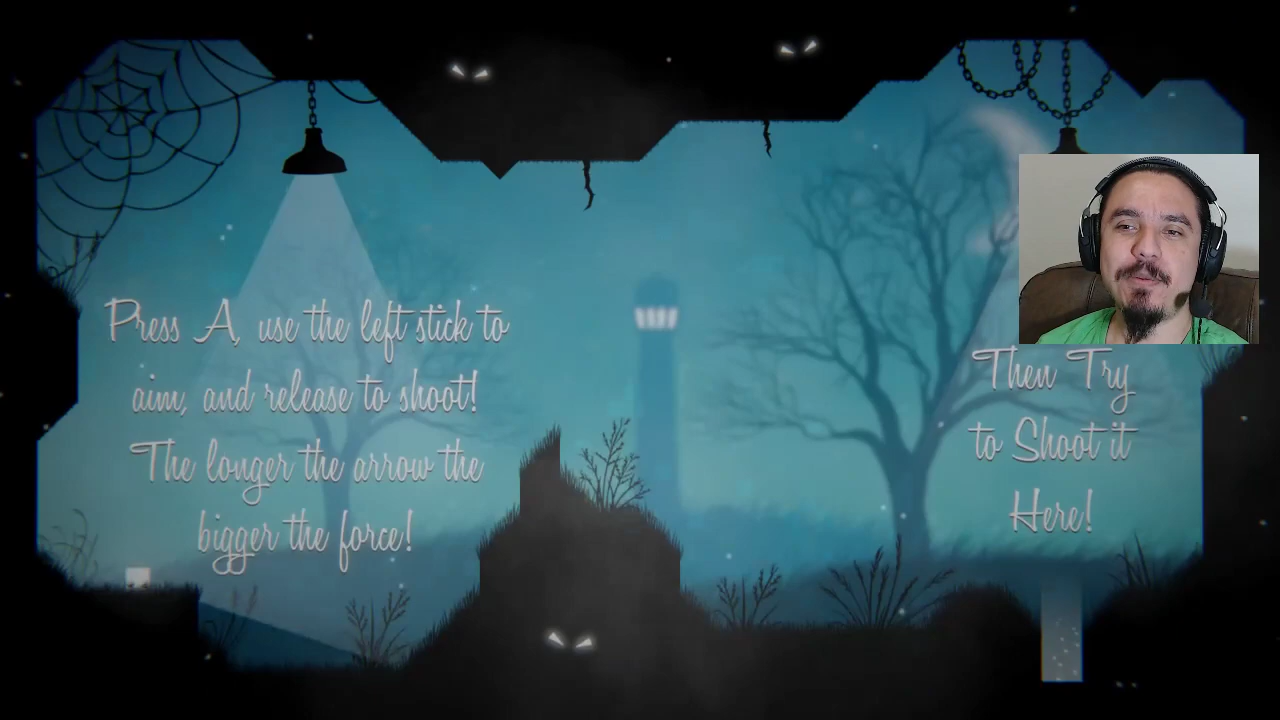 Press A, use the left stick to
aim, and release to shoot!
The longer the arrow the
bigger the force!
Then Try
to Shoot it
Here!